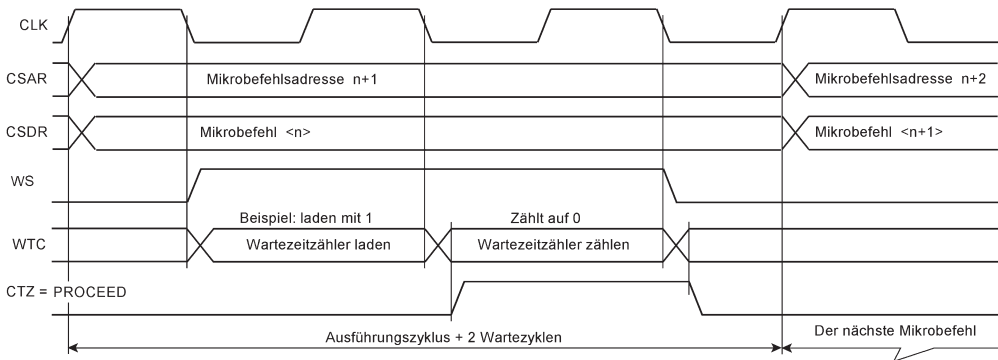 CLK
CSAR
Mikrobefehlsadresse n+1
Mikrobefehlsadresse n+2
CSDR
Mikrobefehl <n>
Mikrobefehl <n+1>
WS
Beispiel: laden mit 1
Zählt auf 0
WTC
Wartezeitzähler laden
Wartezeitzähler zählen
CTZ = PROCEED
Ausführungszyklus + 2 Wartezyklen
Der nächste Mikrobefehl